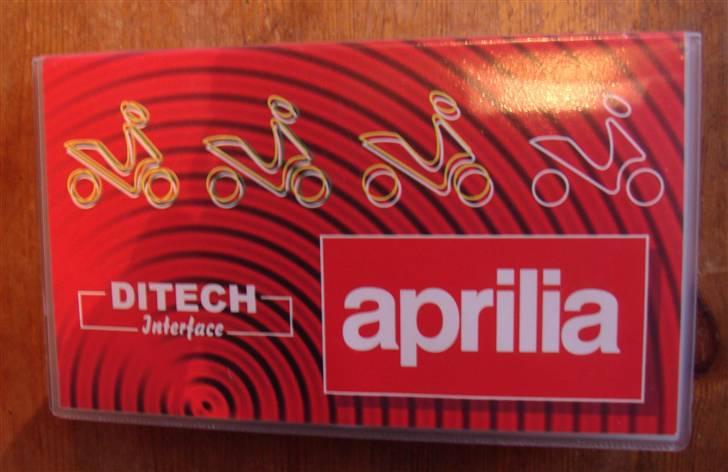 DITECH
Interface
aprilia